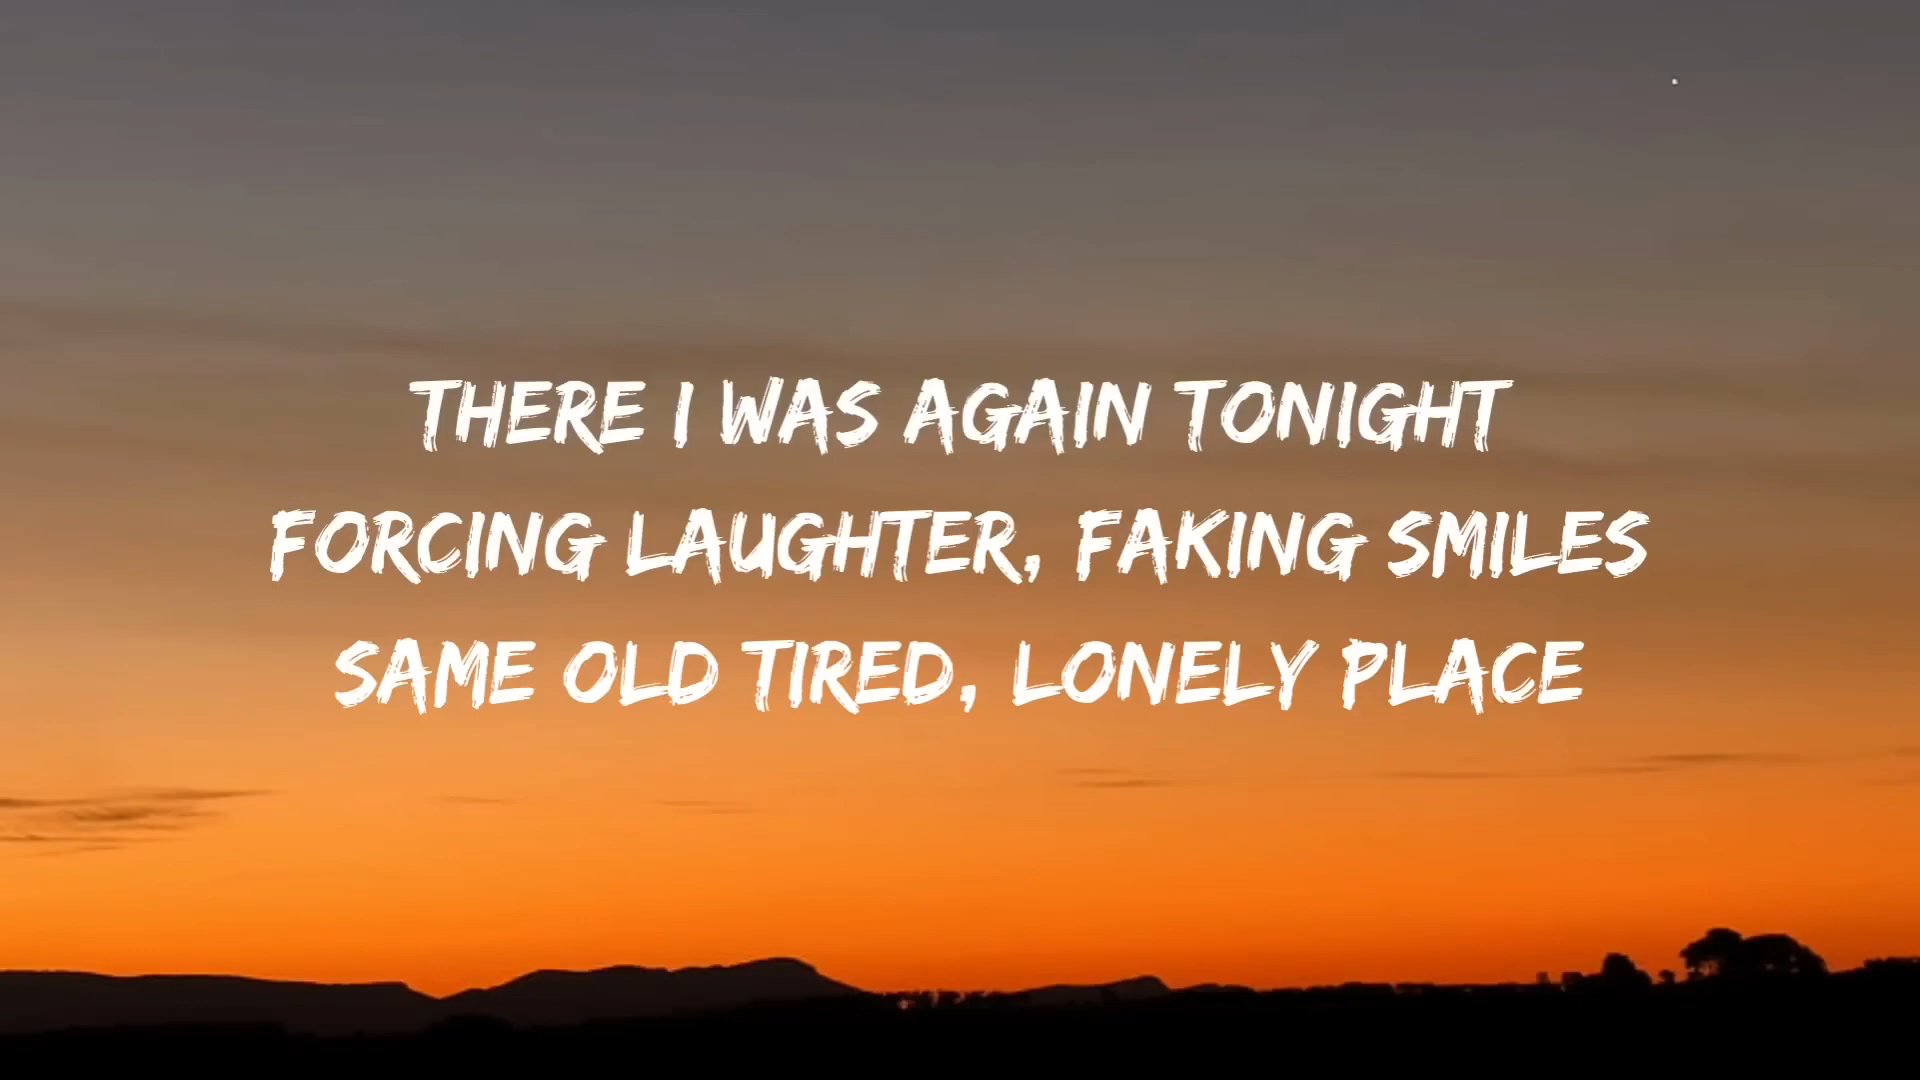 THERE I WAS AGAIN TONIGHT
FORCING LAUGHTER, FAKING SMILES
SAME OLD TIRED, LONELY PLACE